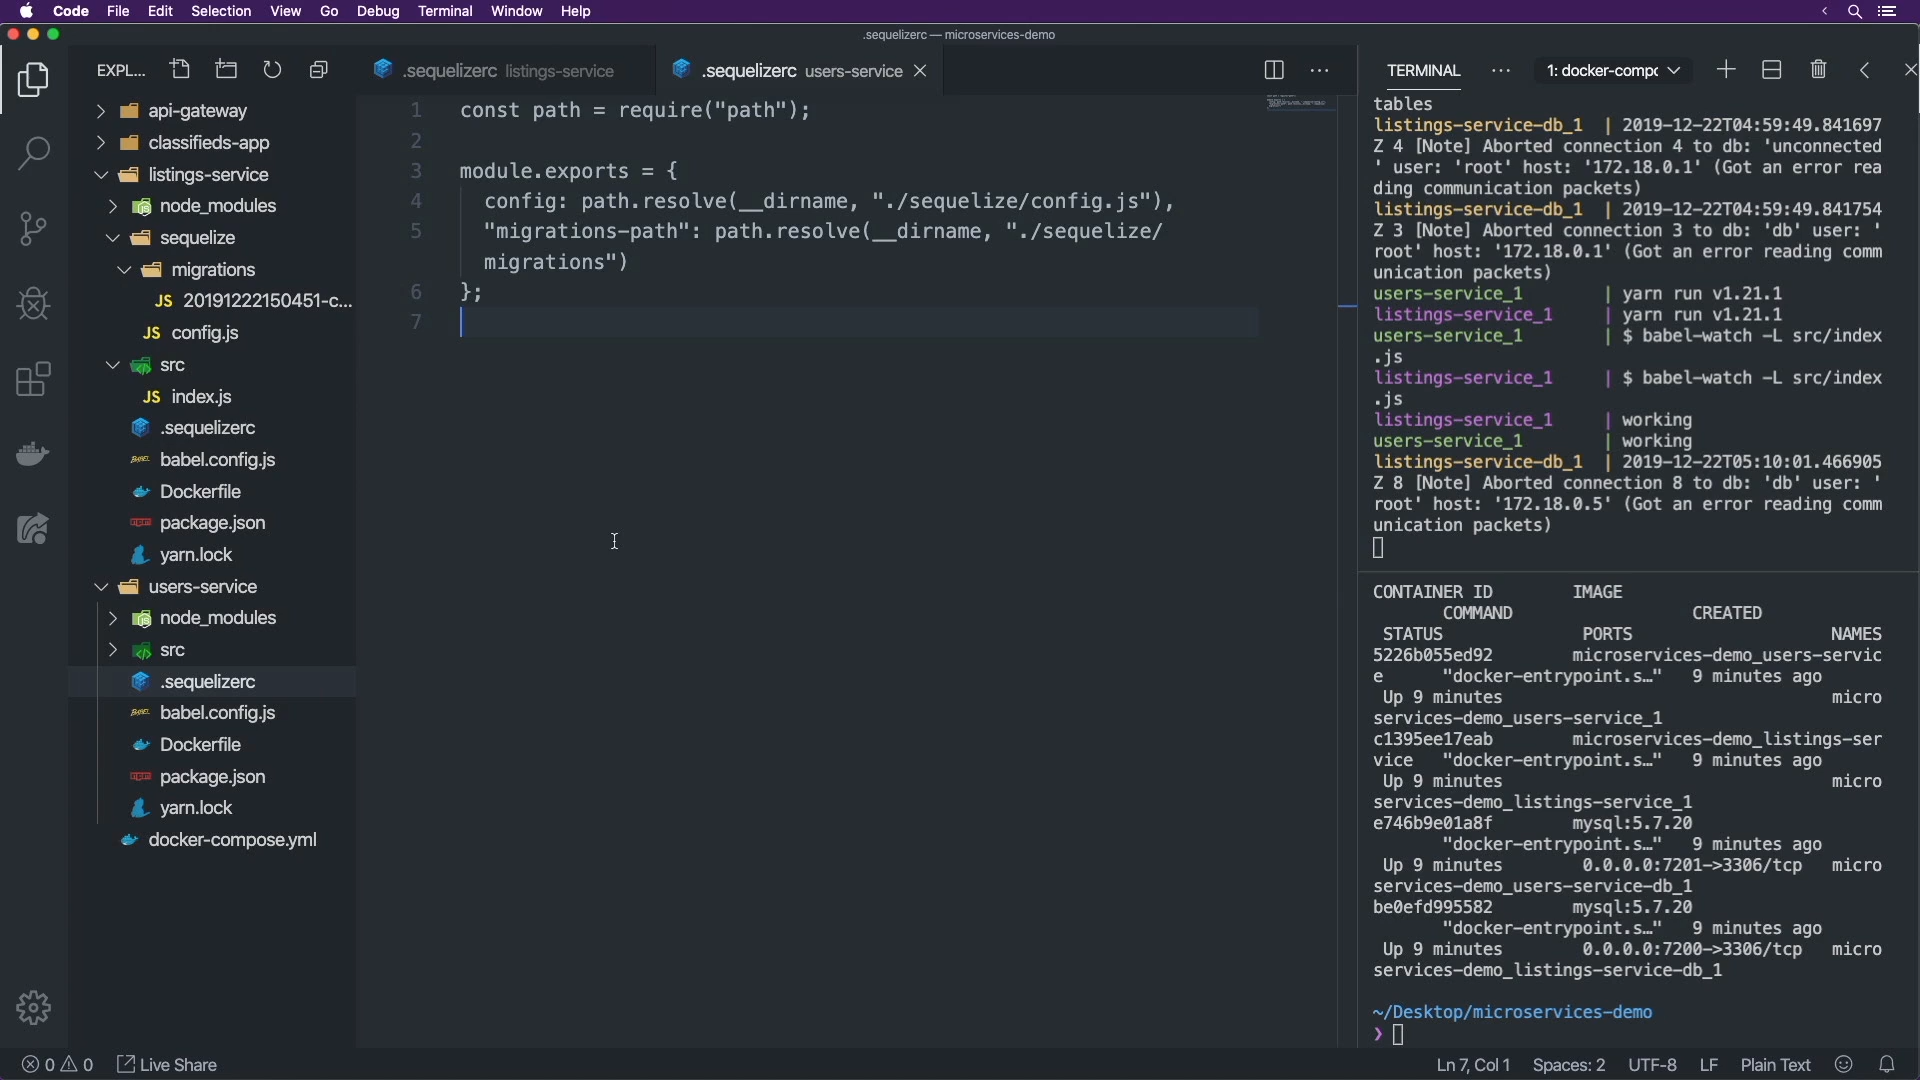 Code File Edit Selection View Go Debug Terminal Window Help
.sequelizerc — microservices-demo
EXPL...
.sequelizerc listings-service
.sequelizerc users-service
TERMINAL
1: docker-compc
api-gateway
classifieds-app
listings-service
node_modules
sequelize
migrations
JS 20191222150451-c...
JS config.js
src
JS index.js
.sequelizerc
BABEL babel.config.js
Dockerfile
package.json
yarn.lock
users-service
node_modules
src
.sequelizerc
BABEL babel.config.js
Dockerfile
package.json
yarn.lock
docker-compose.yml
1 const path = require("path");
2
3 module.exports = {
4 config: path.resolve(__dirname, "./sequelize/config.js"),
5 "migrations-path": path.resolve(__dirname, "./sequelize/
migrations")
6 };
7
tables
listings-service-db_1 | 2019-12-22T04:59:49.841697
Z 4 [Note] Aborted connection 4 to db: 'unconnected
' user: 'root' host: '172.18.0.1' (Got an error rea
ding communication packets)
listings-service-db_1 | 2019-12-22T04:59:49.841754
Z 3 [Note] Aborted connection 3 to db: 'db' user: '
root' host: '172.18.0.1' (Got an error reading comm
unication packets)
users-service_1 | yarn run v1.21.1
listings-service_1 | yarn run v1.21.1
users-service_1 | $ babel-watch -L src/index
.js
listings-service_1 | $ babel-watch -L src/index
.js
listings-service_1 | working
users-service_1 | working
listings-service-db_1 | 2019-12-22T05:10:01.466905
Z 8 [Note] Aborted connection 8 to db: 'db' user: '
root' host: '172.18.0.5' (Got an error reading comm
unication packets)
CONTAINER ID IMAGE
COMMAND CREATED
STATUS PORTS NAMES
5226b055ed92 microservices-demo_users-servic
e "docker-entrypoint.s…" 9 minutes ago
Up 9 minutes micro
services-demo_users-service_1
c1395ee17eab microservices-demo_listings-ser
vice "docker-entrypoint.s…" 9 minutes ago
Up 9 minutes micro
services-demo_listings-service_1
e746b9e01a8f mysql:5.7.20
"docker-entrypoint.s…" 9 minutes ago
Up 9 minutes 0.0.0.0:7201->3306/tcp micro
services-demo_users-service-db_1
be0efd995582 mysql:5.7.20
"docker-entrypoint.s…" 9 minutes ago
Up 9 minutes 0.0.0.0:7200->3306/tcp micro
services-demo_listings-service-db_1
~/Desktop/microservices-demo
❯
0 0 Live Share
Ln 7, Col 1 Spaces: 2 UTF-8 LF Plain Text